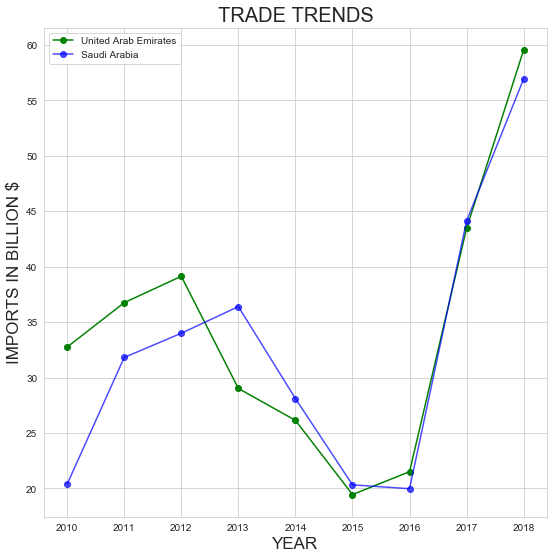 TRADE TRENDS
United Arab Emirates
Saudi Arabia
IMPORTS IN BILLION $
60
55
50
45
40
35
30
25
20
2010 2011 2012 2013 2014 2015 2016 2017 2018
YEAR